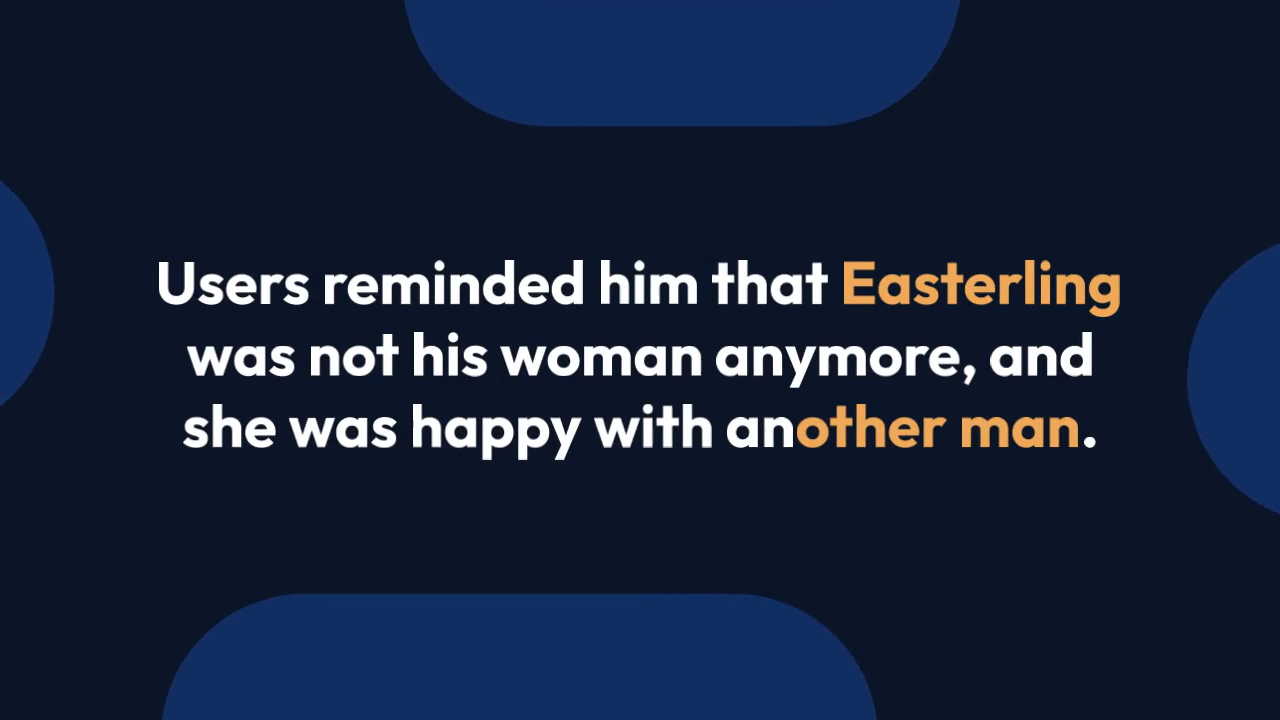 Users reminded him that Easterling
was not his woman anymore, and
she was happy with another man.